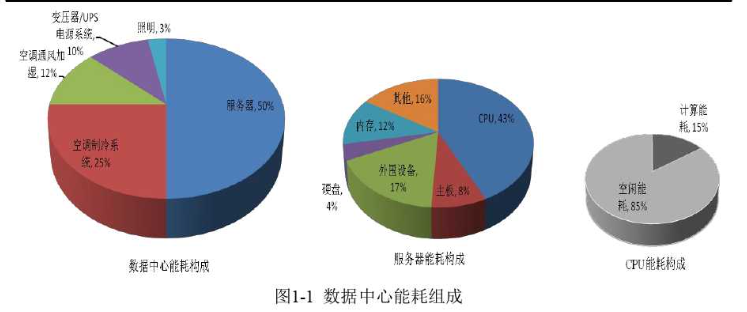 变压器/UPS
电源系统,
10%
照明, 3%
空调通风加
湿, 12%
服务器, 50%
空调制冷系
统, 25%
数据中心能耗构成
其他, 16%
CPU, 43%
内存, 12%
外围设备,
17%
主板, 8%
硬盘,
4%
服务器能耗构成
计算能
耗, 15%
空闲能
耗, 85%
CPU能耗构成
图1-1 数据中心能耗组成